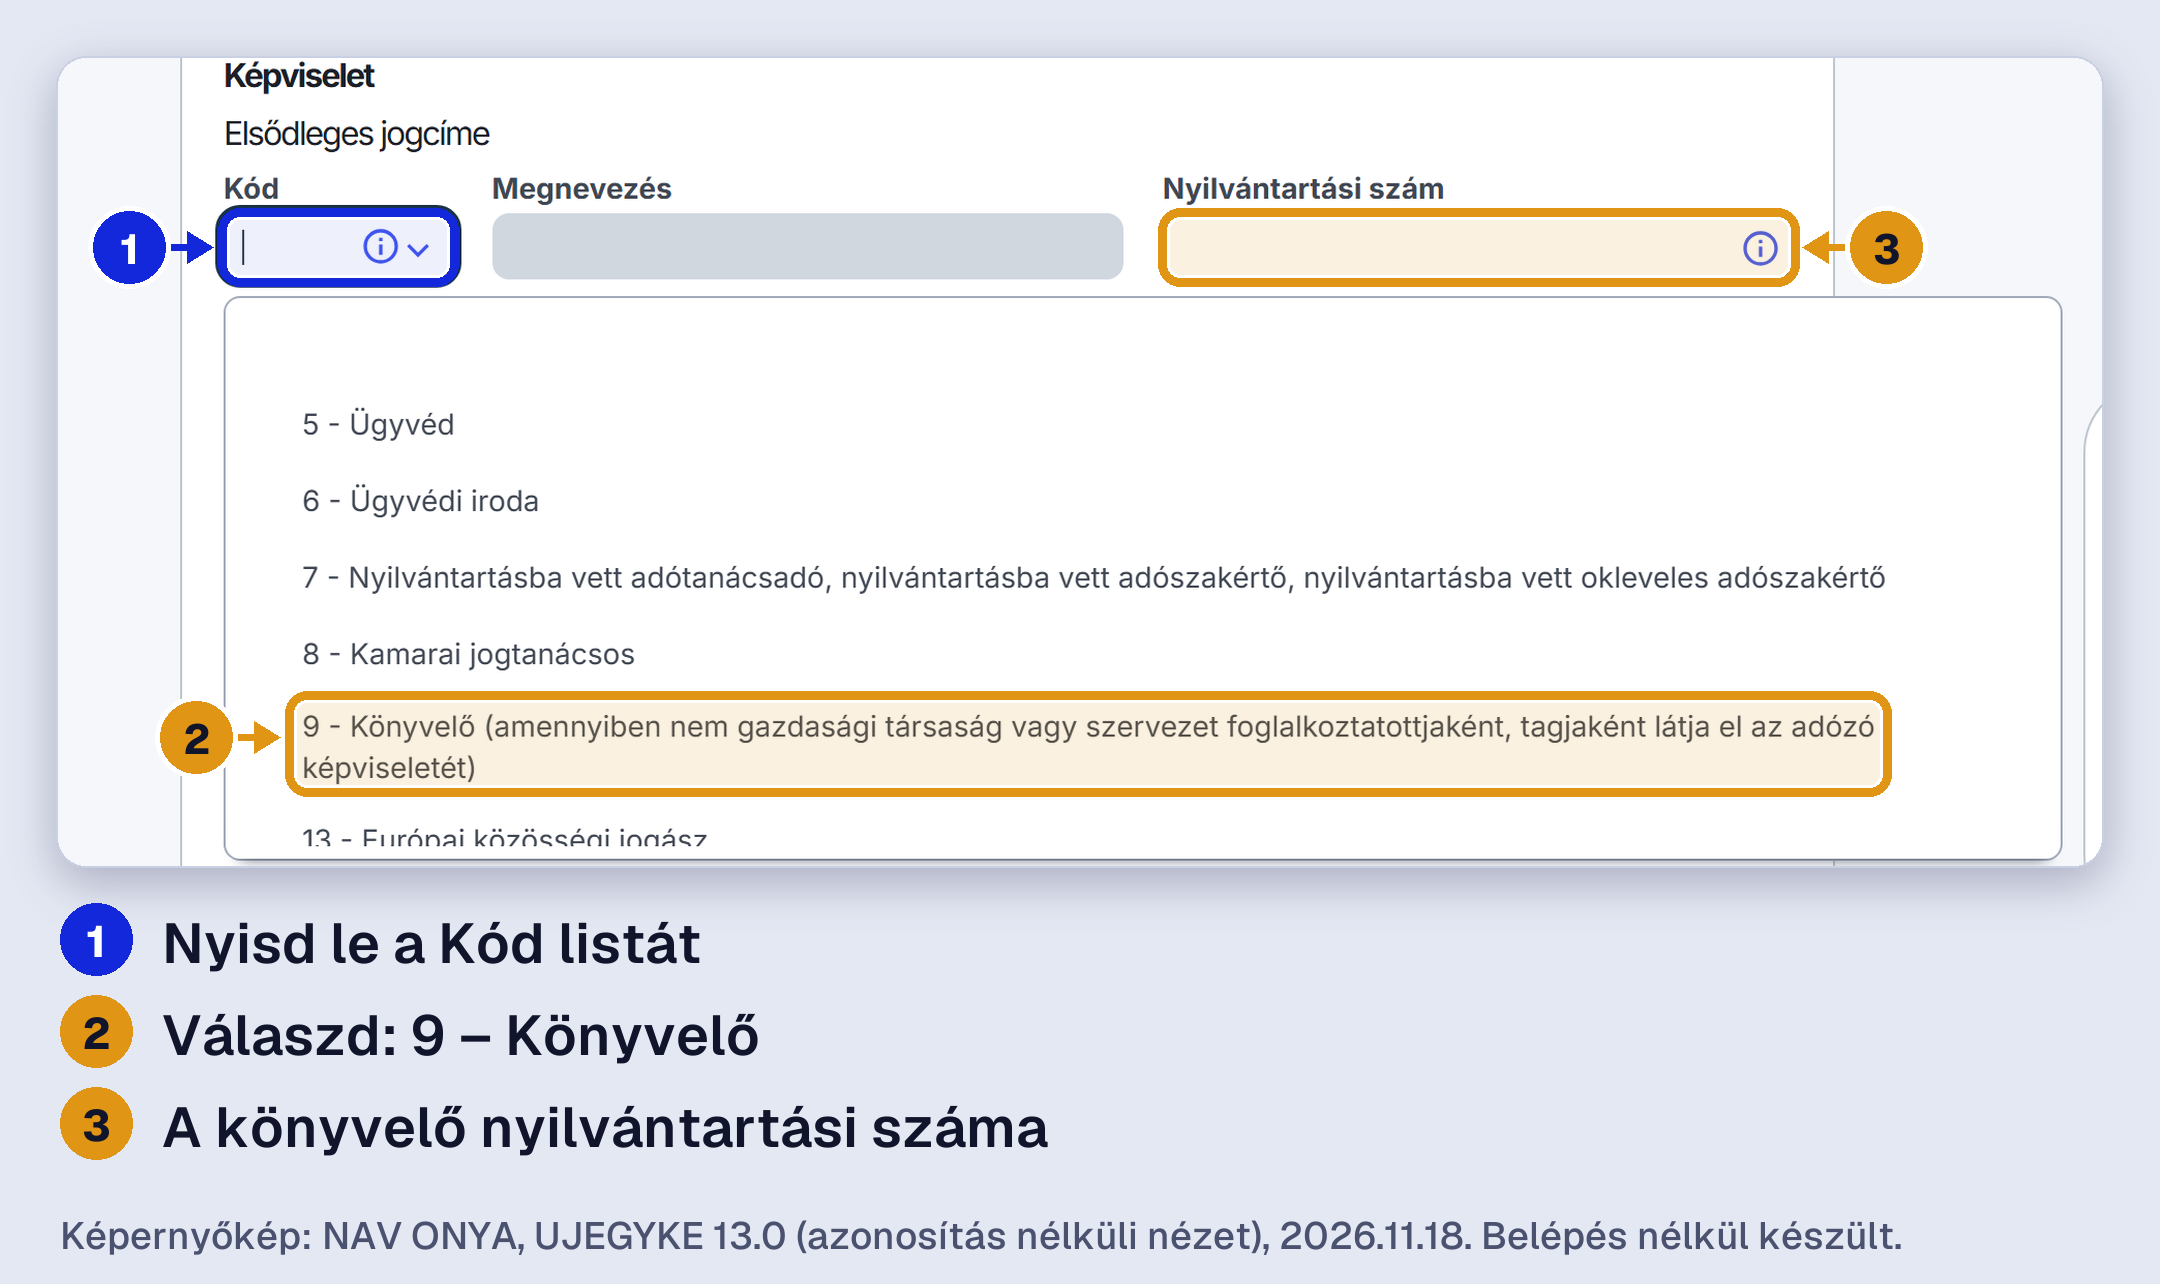 Képviselet
Elsődleges jogcíme
Kód
Megnevezés
Nyilvántartási szám
1
3
5 - Ügyvéd
6 - Ügyvédi iroda
7 - Nyilvántartásba vett adótanácsadó, nyilvántartásba vett adószakértő, nyilvántartásba vett okleveles adószakértő
8 - Kamarai jogtanácsos
2
9 - Könyvelő (amennyiben nem gazdasági társaság vagy szervezet foglalkoztatottjaként, tagjaként látja el az adózó
képviseletét)
13 - Európai közösségi jogász
1 Nyisd le a Kód listát
2 Válaszd: 9 – Könyvelő
3 A könyvelő nyilvántartási száma
Képernyőkép: NAV ONYA, UJEGYKE 13.0 (azonosítás nélküli nézet), 2026.11.18. Belépés nélkül készült.